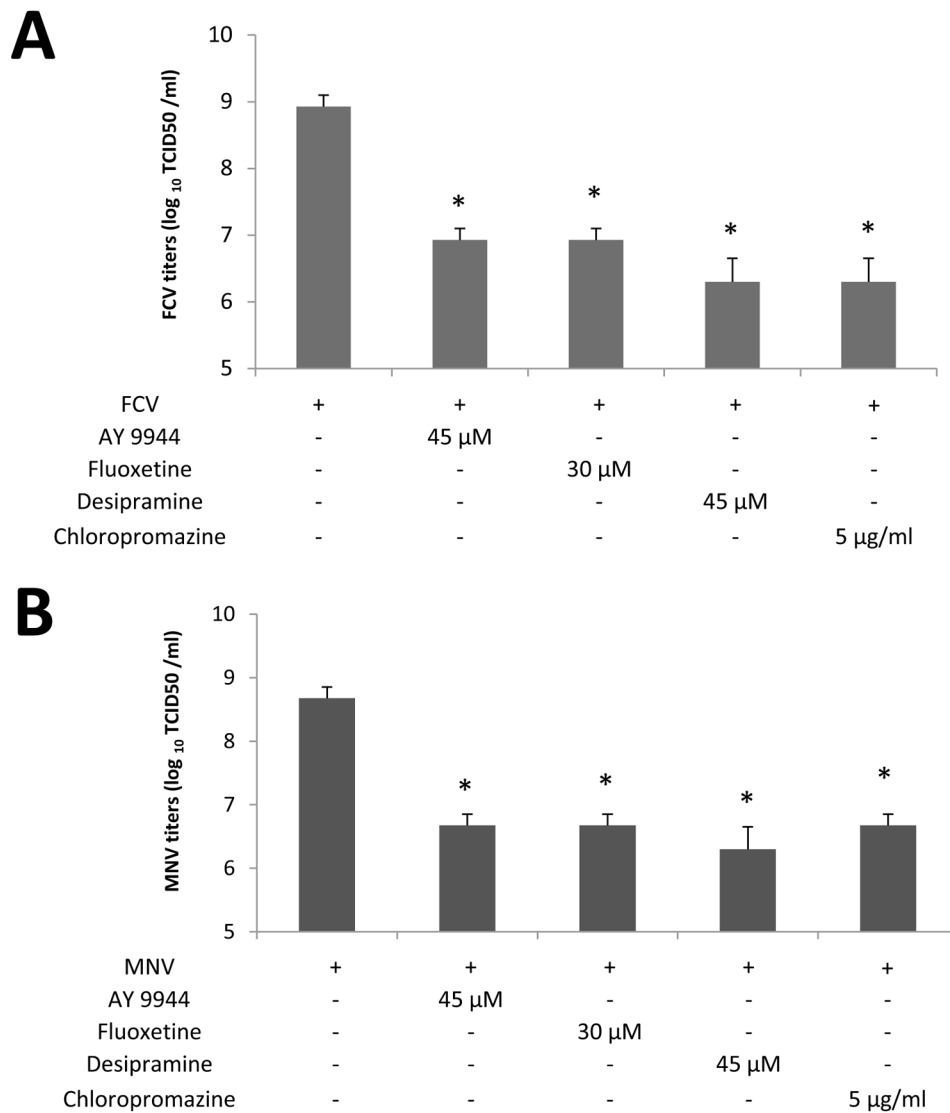 A
FCV titers (log 10 TCID50 /ml)
10
9
8
7
6
5
* * * *
FCV + + + + +
AY 9944 - 45 µM - - -
Fluoxetine - - 30 µM - -
Desipramine - - - 45 µM -
Chloropromazine - - - - 5 µg/ml
B
MNV titers (log 10 TCID50 /ml)
10
9
8
7
6
5
* * * *
MNV + + + + +
AY 9944 - 45 µM - - -
Fluoxetine - - 30 µM - -
Desipramine - - - 45 µM -
Chloropromazine - - - - 5 µg/ml